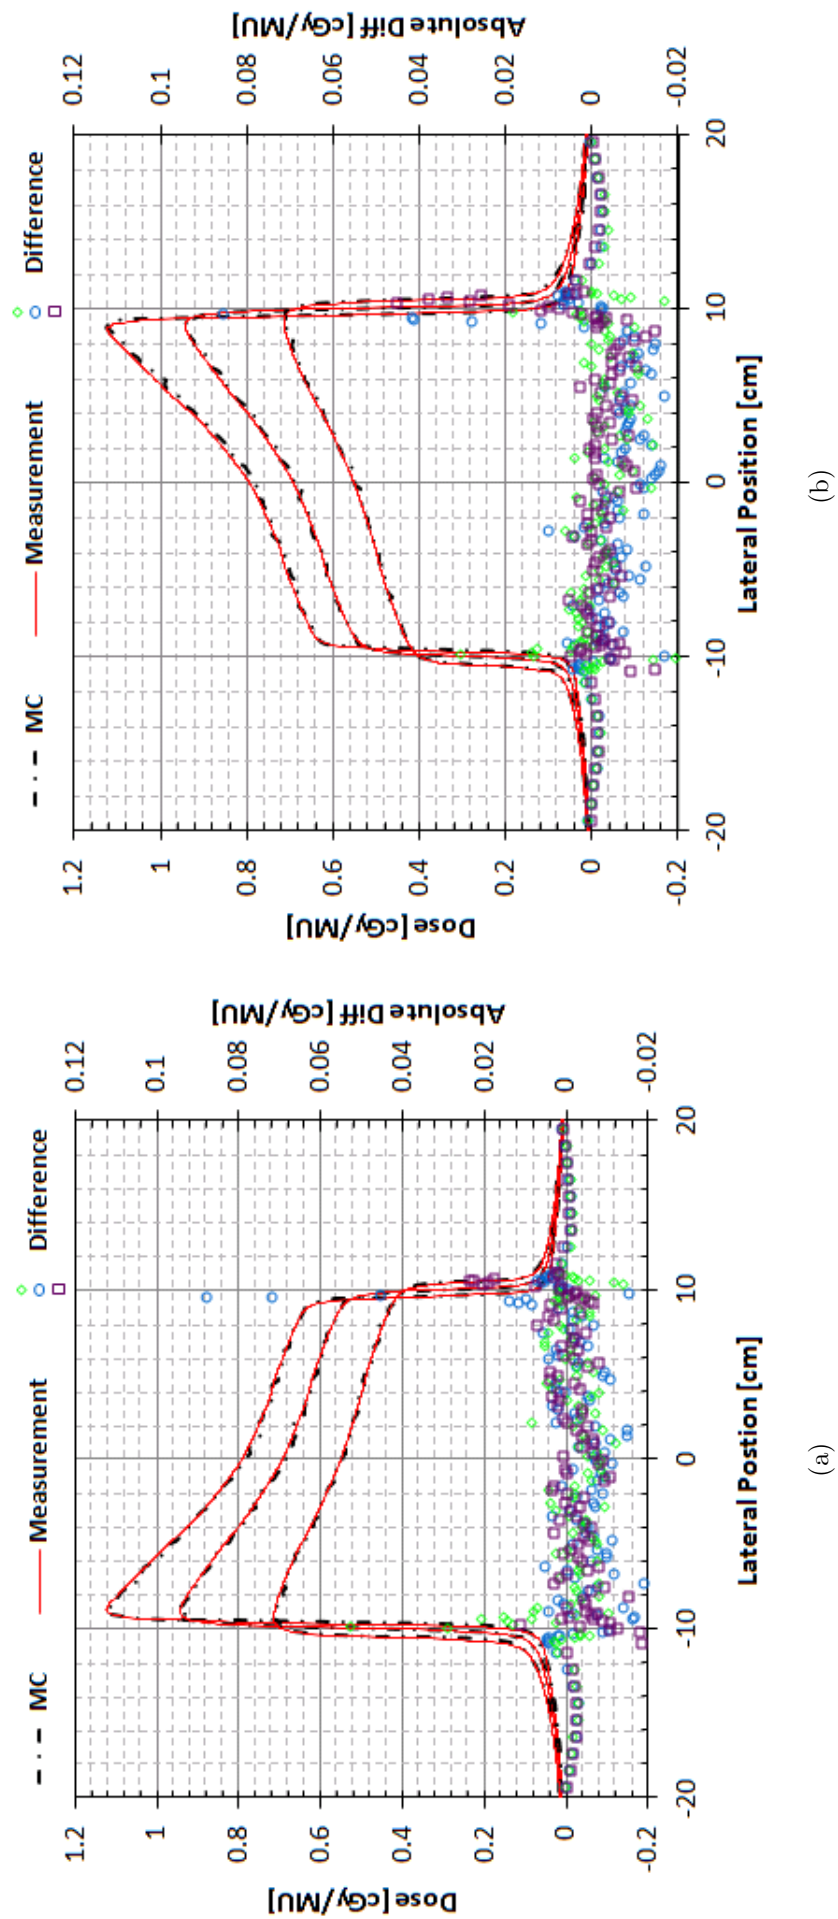 MC Measurement Difference
Absolute Diff [cGy/MU]
Dose [cGy/MU]
1.2
1
0.8
0.6
0.4
0.2
0
-0.2
0.12
0.1
0.08
0.06
0.04
0.02
0
-0.02
-20 -10 0 10 20
Lateral Postion [cm]
(a)
MC Measurement Difference
Absolute Diff [cGy/MU]
Dose [cGy/MU]
1.2
1
0.8
0.6
0.4
0.2
0
-0.2
0.12
0.1
0.08
0.06
0.04
0.02
0
-0.02
-20 -10 0 10 20
Lateral Position [cm]
(b)